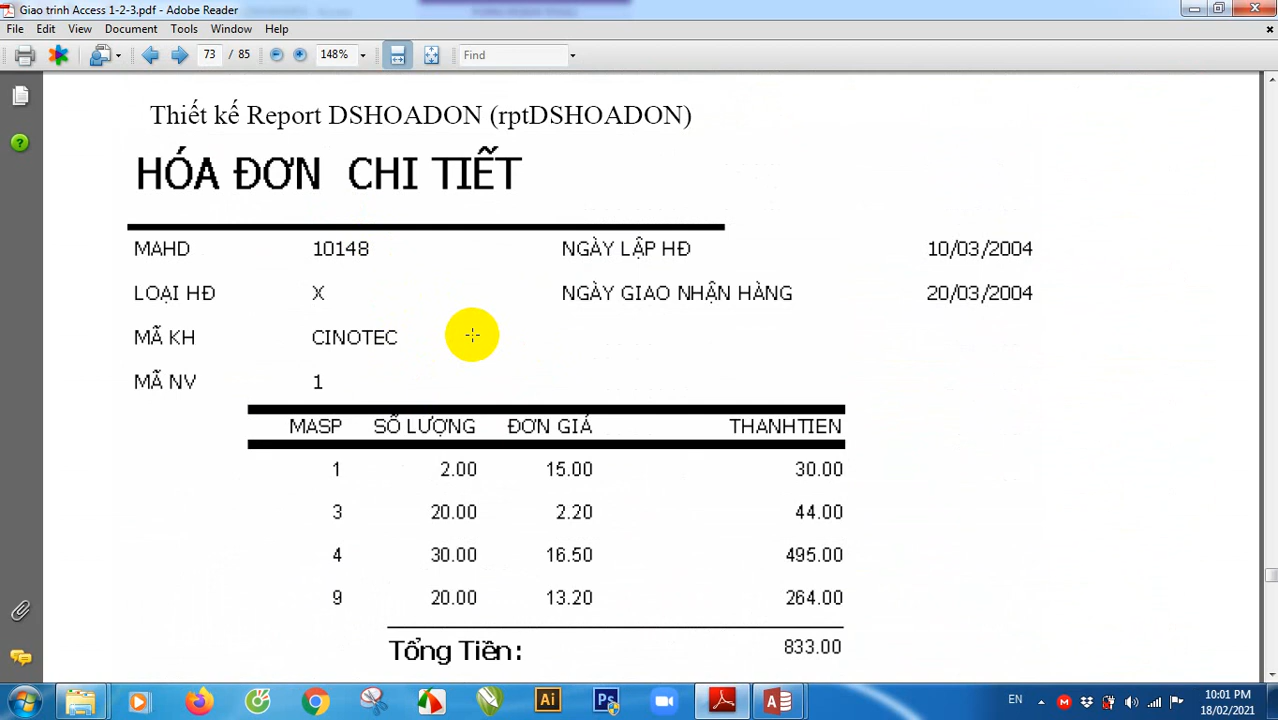 Giao trinh Access 1-2-3.pdf - Adobe Reader
File Edit View Document Tools Window Help
73 / 85 148% Find
Thiết kế Report DSHOADON (rptDSHOADON)
HÓA ĐƠN CHI TIẾT
MAHD 10148 NGÀY LẬP HĐ 10/03/2004
LOẠI HĐ X NGÀY GIAO NHẬN HÀNG 20/03/2004
MÃ KH CINOTEC
MÃ NV 1
MASP SỐ LƯỢNG ĐƠN GIÁ THANHTIEN
1 2.00 15.00 30.00
3 20.00 2.20 44.00
4 30.00 16.50 495.00
9 20.00 13.20 264.00
Tổng Tiền: 833.00
EN 10:01 PM
18/02/2021